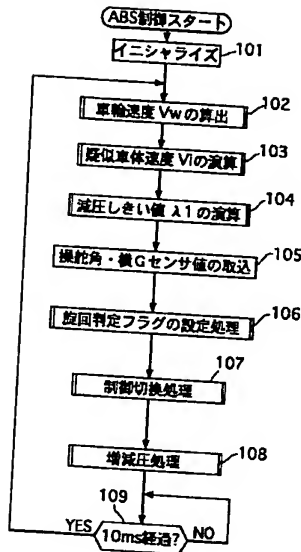 ABS制御スタート
イニシャライズ
101
車輪速度Vwの算出
102
疑似車体速度Viの演算
103
減圧しきい値λ1の演算
104
操舵角・横Gセンサ値の取込
105
旋回判定フラグの設定処理
106
制御切換処理
107
増減圧処理
108
109
YES
10ms経過?
NO